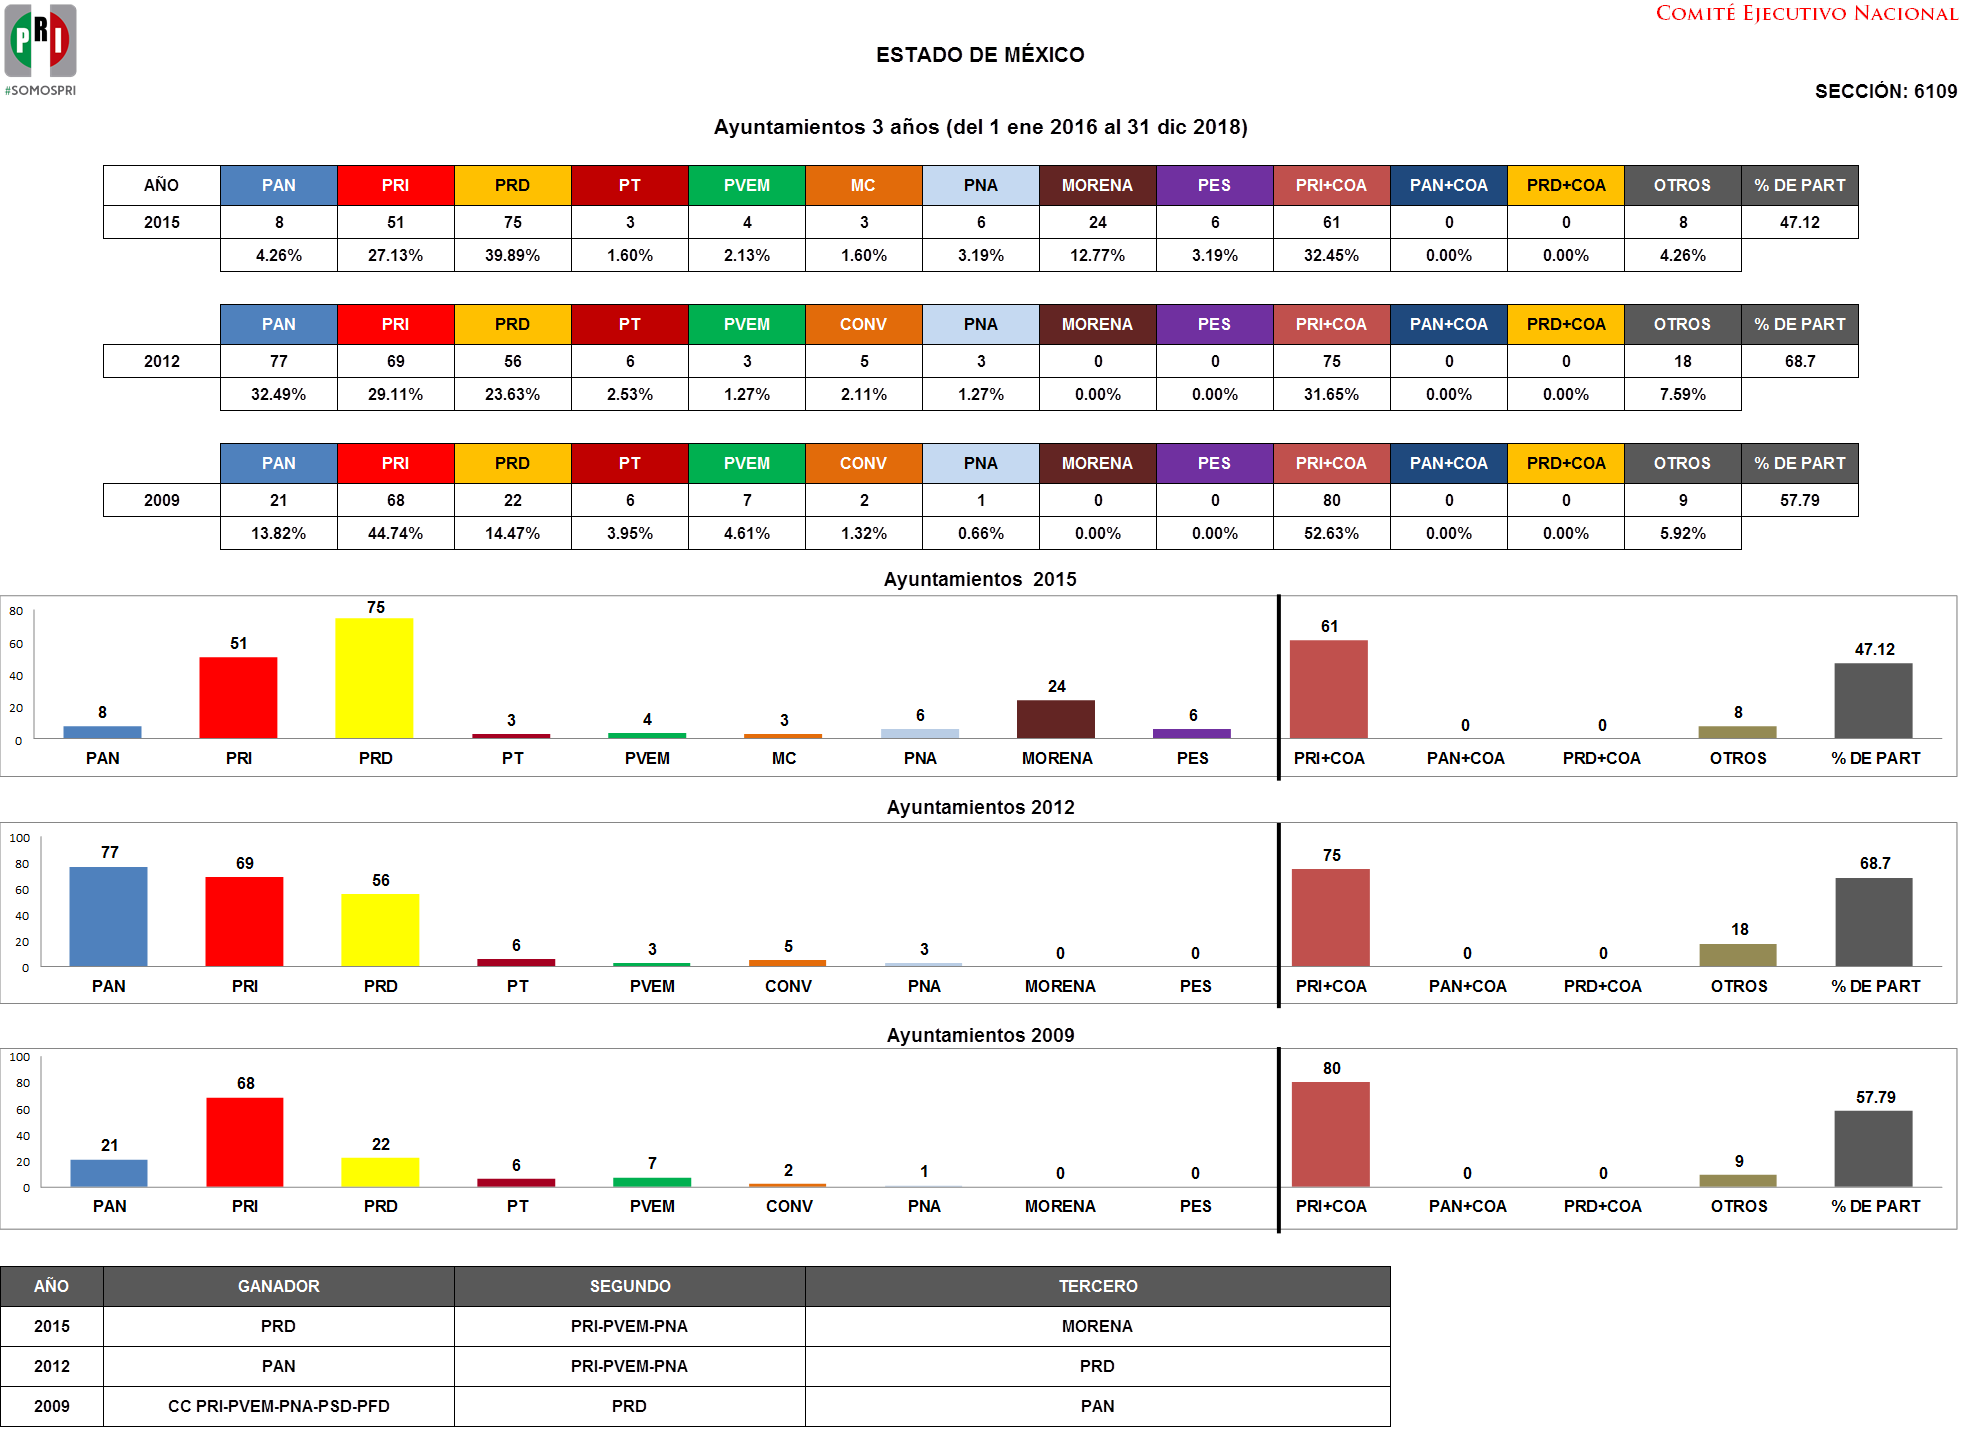 PRI
#SOMOSPRI
COMITÉ EJECUTIVO NACIONAL
ESTADO DE MÉXICO
SECCIÓN: 6109
Ayuntamientos 3 años (del 1 ene 2016 al 31 dic 2018)
AÑO PAN PRI PRD PT PVEM MC PNA MORENA PES PRI+COA PAN+COA PRD+COA OTROS % DE PART
2015 8 51 75 3 4 3 6 24 6 61 0 0 8 47.12
4.26% 27.13% 39.89% 1.60% 2.13% 1.60% 3.19% 12.77% 3.19% 32.45% 0.00% 0.00% 4.26%
PAN PRI PRD PT PVEM CONV PNA MORENA PES PRI+COA PAN+COA PRD+COA OTROS % DE PART
2012 77 69 56 6 3 5 3 0 0 75 0 0 18 68.7
32.49% 29.11% 23.63% 2.53% 1.27% 2.11% 1.27% 0.00% 0.00% 31.65% 0.00% 0.00% 7.59%
PAN PRI PRD PT PVEM CONV PNA MORENA PES PRI+COA PAN+COA PRD+COA OTROS % DE PART
2009 21 68 22 6 7 2 1 0 0 80 0 0 9 57.79
13.82% 44.74% 14.47% 3.95% 4.61% 1.32% 0.66% 0.00% 0.00% 52.63% 0.00% 0.00% 5.92%
Ayuntamientos 2015
80
60
40
20
0
8 51 75 3 4 3 6 24 6 61 0 0 8 47.12
PAN PRI PRD PT PVEM MC PNA MORENA PES PRI+COA PAN+COA PRD+COA OTROS % DE PART
Ayuntamientos 2012
100
80
60
40
20
0
77 69 56 6 3 5 3 0 0 75 0 0 18 68.7
PAN PRI PRD PT PVEM CONV PNA MORENA PES PRI+COA PAN+COA PRD+COA OTROS % DE PART
Ayuntamientos 2009
100
80
60
40
20
0
21 68 22 6 7 2 1 0 0 80 0 0 9 57.79
PAN PRI PRD PT PVEM CONV PNA MORENA PES PRI+COA PAN+COA PRD+COA OTROS % DE PART
AÑO GANADOR SEGUNDO TERCERO
2015 PRD PRI-PVEM-PNA MORENA
2012 PAN PRI-PVEM-PNA PRD
2009 CC PRI-PVEM-PNA-PSD-PFD PRD PAN